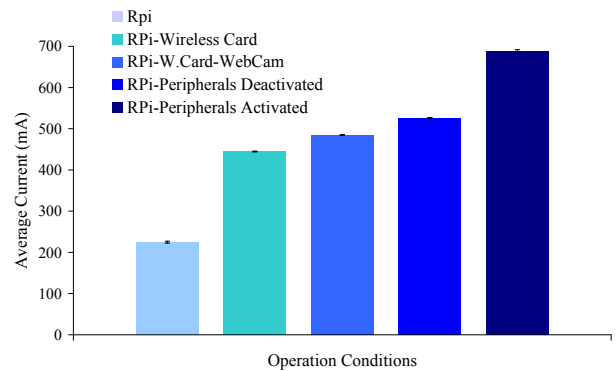 Rpi
RPi-Wireless Card
RPi-W.Card-WebCam
RPi-Peripherals Deactivated
RPi-Peripherals Activated
700
600
500
400
300
200
100
0
Average Current (mA)
Operation Conditions